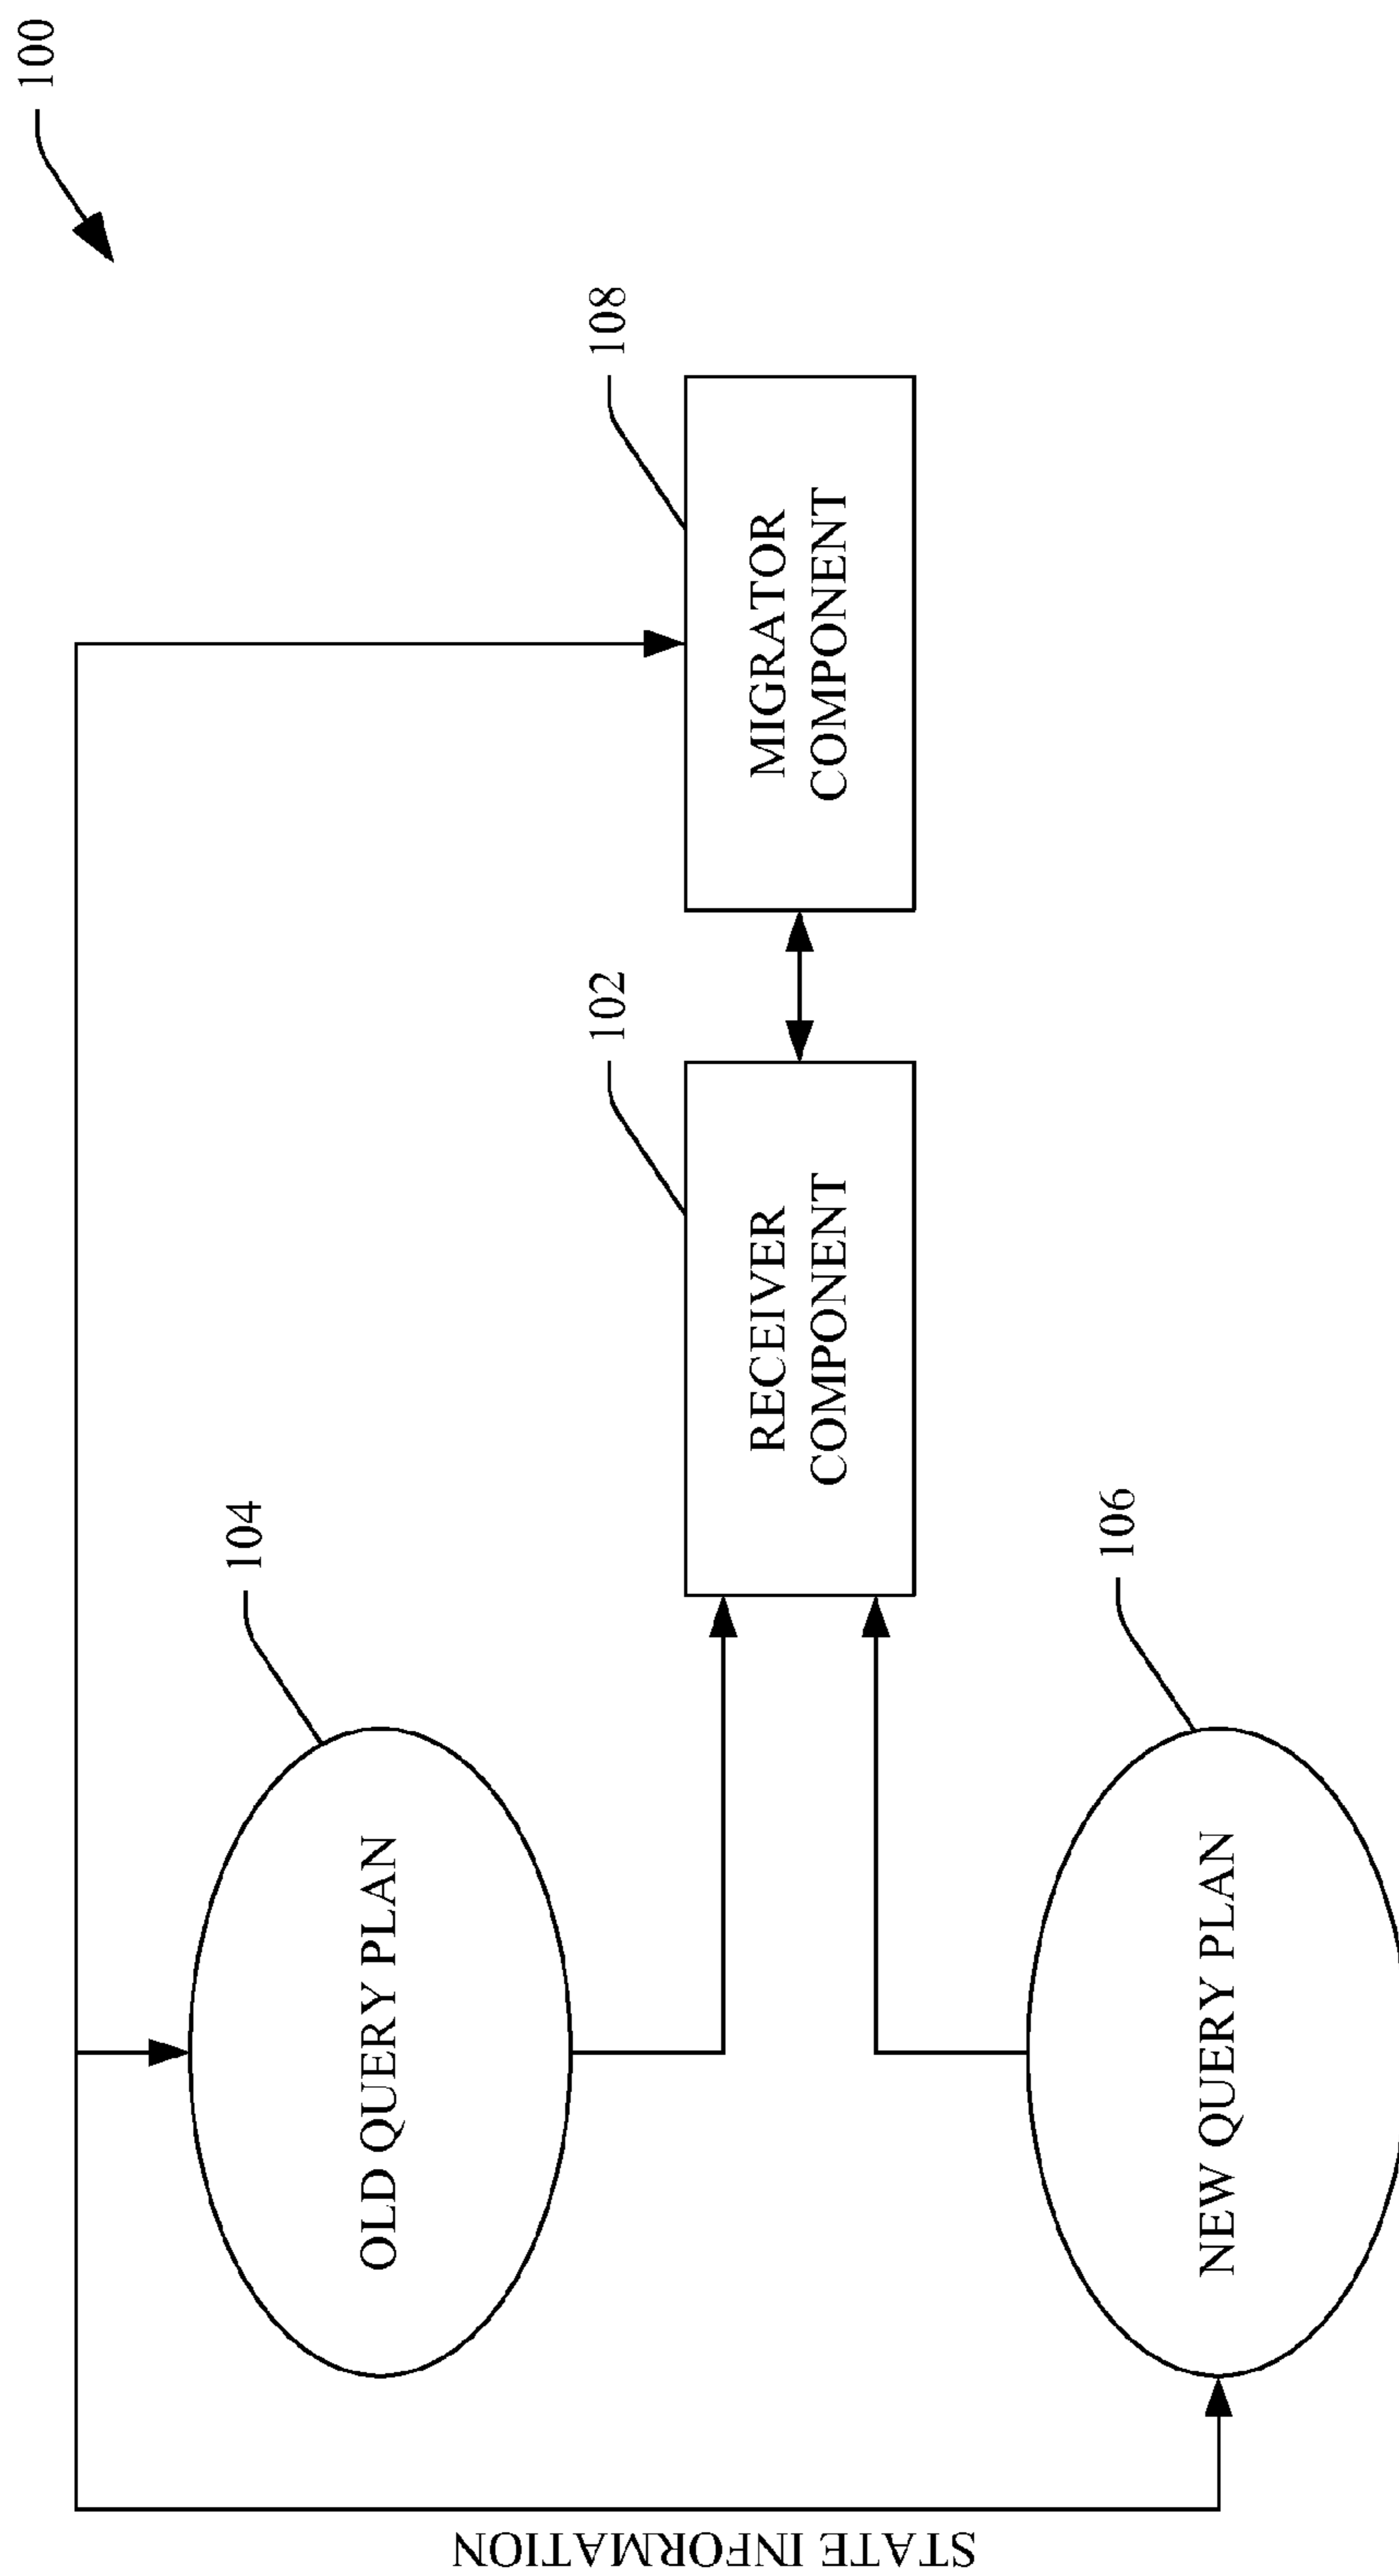 100
104
OLD QUERY PLAN
102
RECEIVER
COMPONENT
108
MIGRATOR
COMPONENT
106
NEW QUERY PLAN
STATE INFORMATION